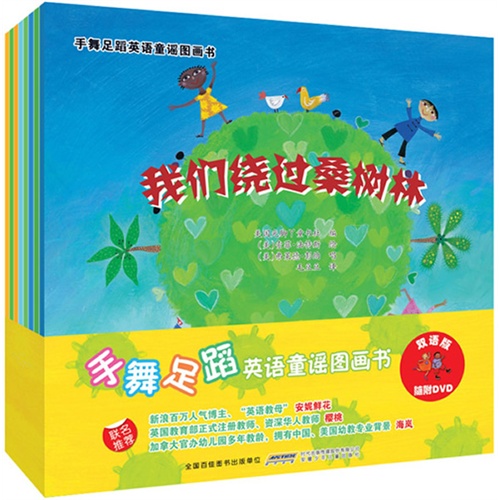 手舞足蹈英语童谣图画书
我们绕过桑树林
手舞足蹈英语童谣图画书
双语版
随附DVD
联名
推荐
新浪百万人气博主、“英语教母” 安妮鲜花
英国教育部正式注册教师、资深华人教师 樱桃
加拿大官办幼儿园多年教龄，拥有中国、美国幼教专业背景 海岚
全国百佳图书出版单位